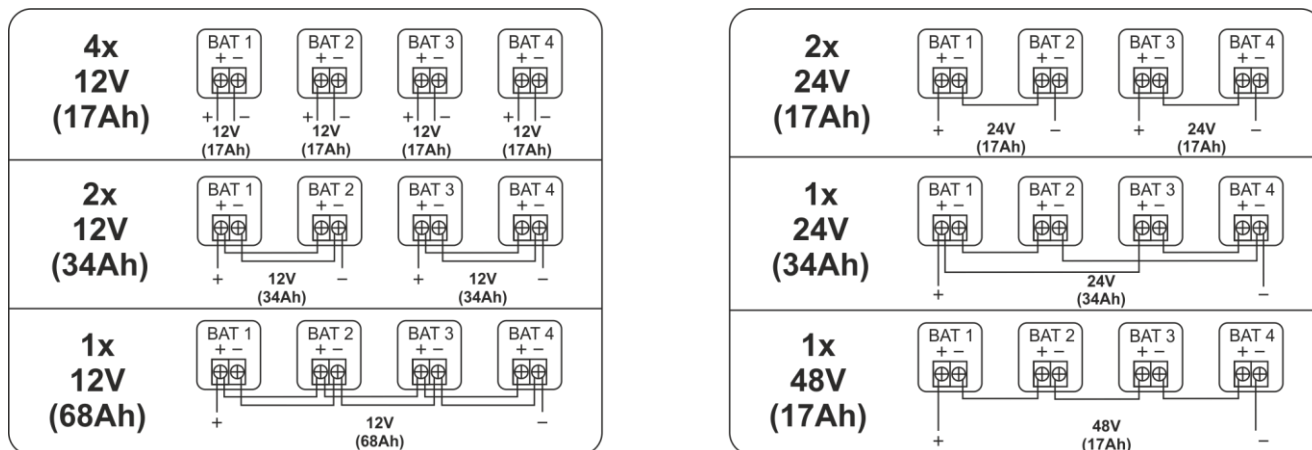 4x
12V
(17Ah)
BAT 1 BAT 2 BAT 3 BAT 4
+ − + − + − + −
+ − + − + − + −
12V 12V 12V 12V
(17Ah) (17Ah) (17Ah) (17Ah)
2x
12V
(34Ah)
BAT 1 BAT 2 BAT 3 BAT 4
+ − + − + − + −
+ 12V − + 12V −
(34Ah) (34Ah)
1x
12V
(68Ah)
BAT 1 BAT 2 BAT 3 BAT 4
+ − + − + − + −
+ 12V −
(68Ah)
2x
24V
(17Ah)
BAT 1 BAT 2 BAT 3 BAT 4
+ − + − + − + −
+ 24V − + 24V −
(17Ah) (17Ah)
1x
24V
(34Ah)
BAT 1 BAT 2 BAT 3 BAT 4
+ − + − + − + −
+ 24V −
(34Ah)
1x
48V
(17Ah)
BAT 1 BAT 2 BAT 3 BAT 4
+ − + − + − + −
+ 48V −
(17Ah)